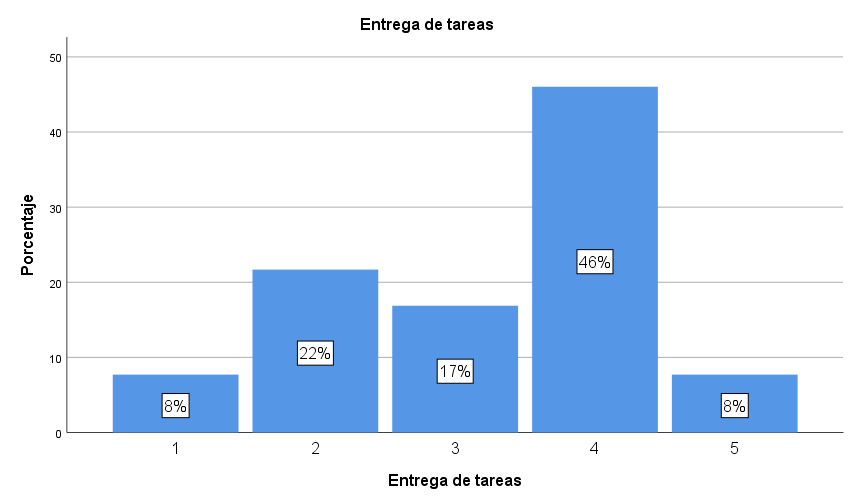 Entrega de tareas
Porcentaje
50
40
30
20
10
0
8%
22%
17%
46%
8%
1 2 3 4 5
Entrega de tareas